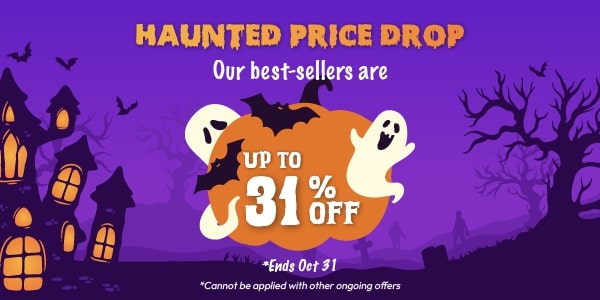 HAUNTED PRICE DROP
Our best-sellers are
UP TO
31% OFF
*Ends Oct 31
*Cannot be applied with other ongoing offers